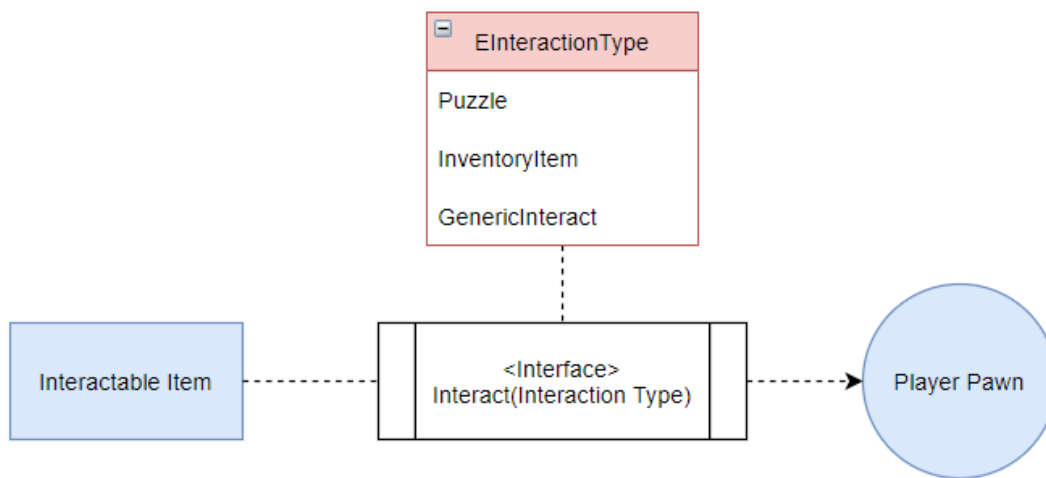 EInteractionType
Puzzle
InventoryItem
GenericInteract
Interactable Item
<Interface>
Interact(Interaction Type)
Player Pawn